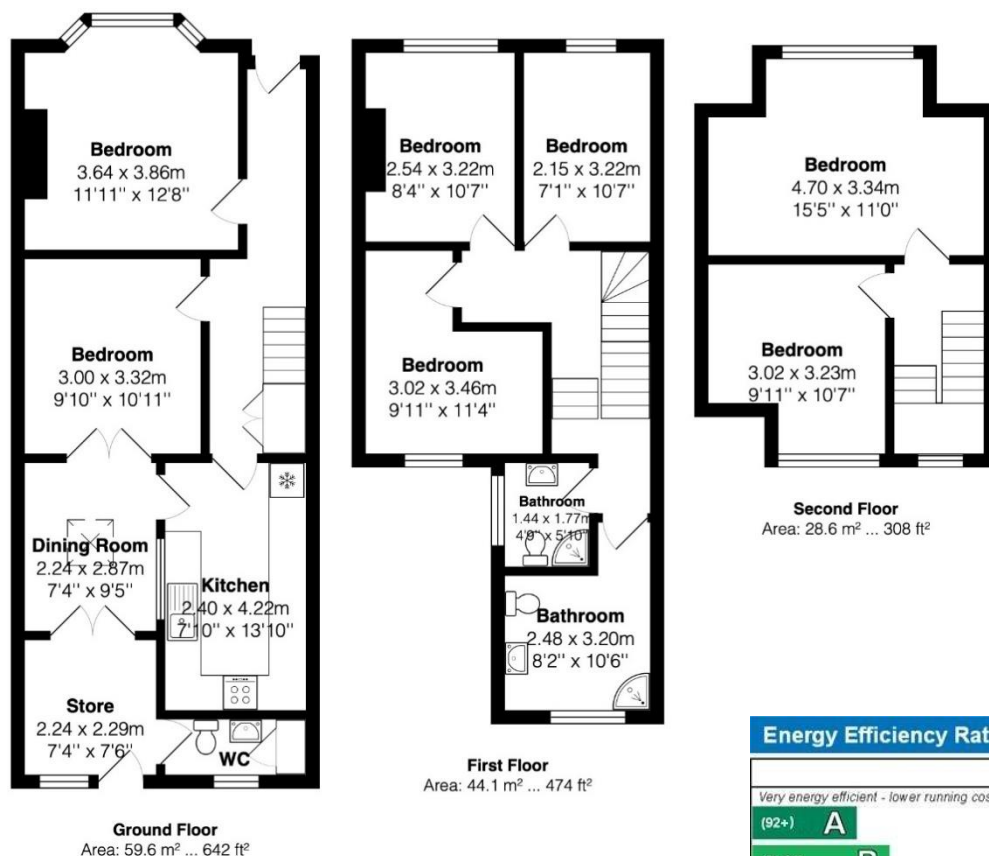 Bedroom
3.64 x 3.86m
11'11" x 12'8"
Bedroom
3.00 x 3.32m
9'10" x 10'11"
Dining Room
2.24 x 2.87m
7'4" x 9'5"
Kitchen
2.40 x 4.22m
7'10" x 13'10"
Store
2.24 x 2.29m
7'4" x 7'6"
WC
Ground Floor
Area: 59.6 m² ... 642 ft²
Bedroom
2.54 x 3.22m
8'4" x 10'7"
Bedroom
2.15 x 3.22m
7'1" x 10'7"
Bedroom
3.02 x 3.46m
9'11" x 11'4"
Bathroom
1.44 x 1.77m
4'9" x 5'10"
Bathroom
2.48 x 3.20m
8'2" x 10'6"
First Floor
Area: 44.1 m² ... 474 ft²
Bedroom
4.70 x 3.34m
15'5" x 11'0"
Bedroom
3.02 x 3.23m
9'11" x 10'7"
Second Floor
Area: 28.6 m² ... 308 ft²
Energy Efficiency Rat
Very energy efficient - lower running cos
(92+) A